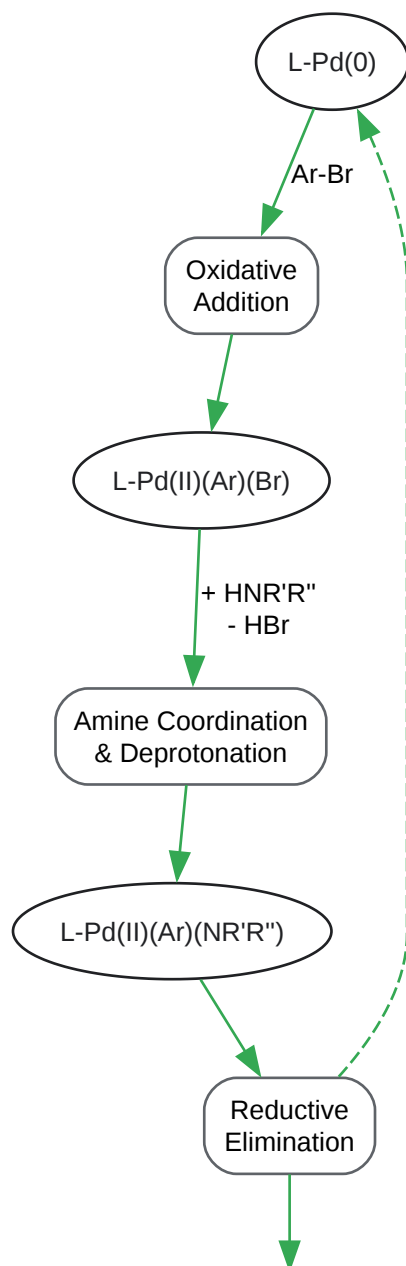 L-Pd(0)
Ar-Br
Oxidative
Addition
L-Pd(II)(Ar)(Br)
+ HNR'R"
- HBr
Amine Coordination
& Deprotonation
L-Pd(II)(Ar)(NR'R")
Reductive
Elimination